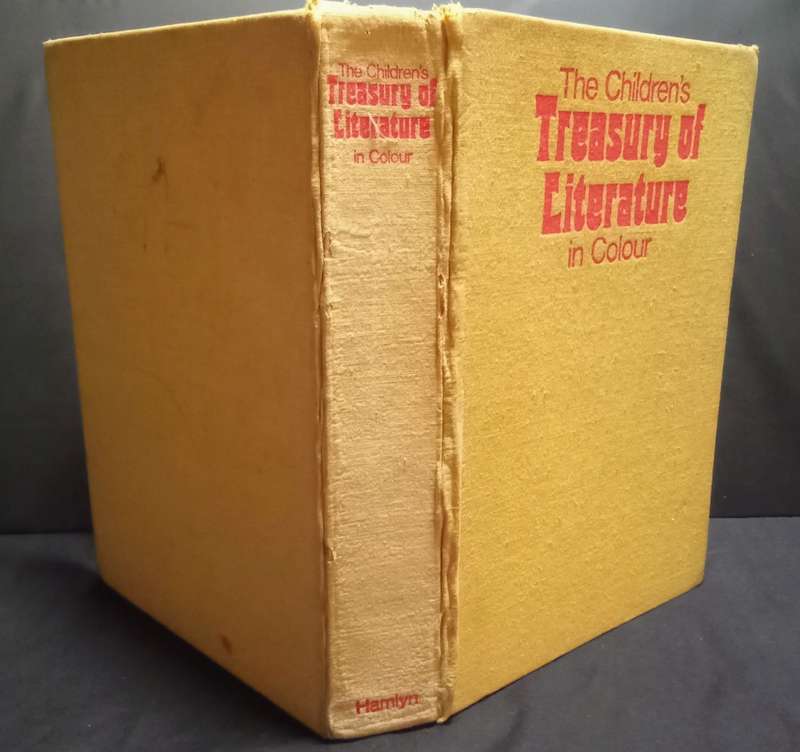 The Children's
Treasury of
Literature
in Colour
Hamlyn
The Children's
Treasury of
Literature
in Colour